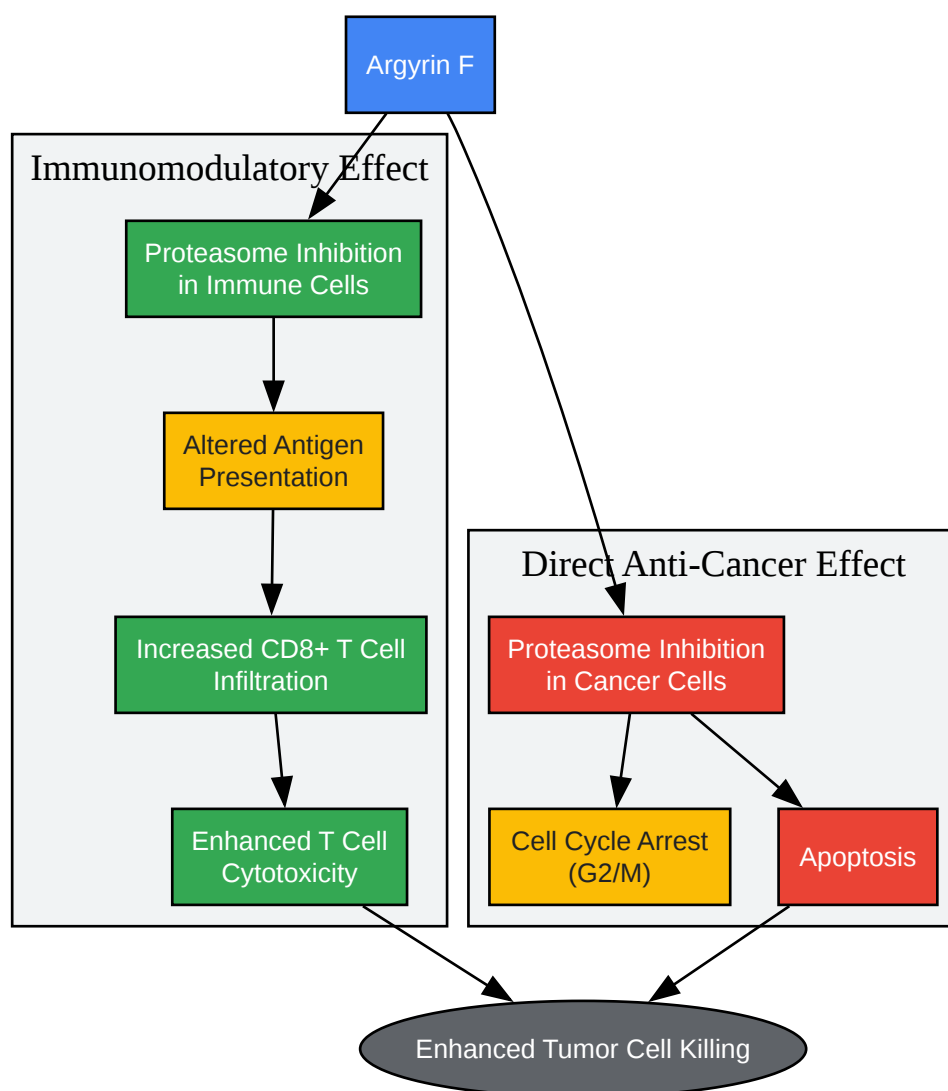 Argyrin F
Immunomodulatory Effect
Proteasome Inhibition
in Immune Cells
Altered Antigen
Presentation
Increased CD8+ T Cell
Infiltration
Enhanced T Cell
Cytotoxicity
Direct Anti-Cancer Effect
Proteasome Inhibition
in Cancer Cells
Cell Cycle Arrest
(G2/M)
Apoptosis
Enhanced Tumor Cell Killing